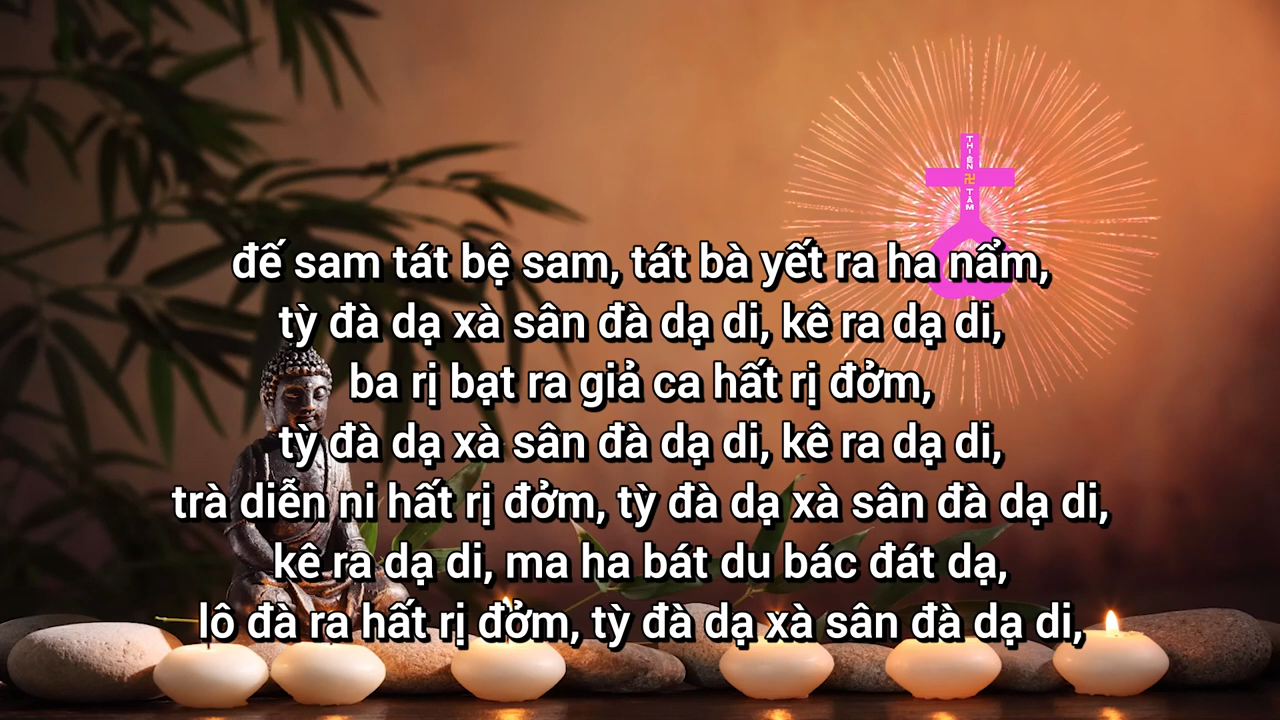 THIỆN
卍
TÂM
đế sam tát bệ sam, tát bà yết ra ha nẩm,
tỳ đà dạ xà sân đà dạ di, kê ra dạ di,
ba rị bạt ra giả ca hất rị đởm,
tỳ đà dạ xà sân đà dạ di, kê ra dạ di,
trà diễn ni hất rị đởm, tỳ đà dạ xà sân đà dạ di,
kê ra dạ di, ma ha bát du bác đát dạ,
lô đà ra hất rị đởm, tỳ đà dạ xà sân đà dạ di,